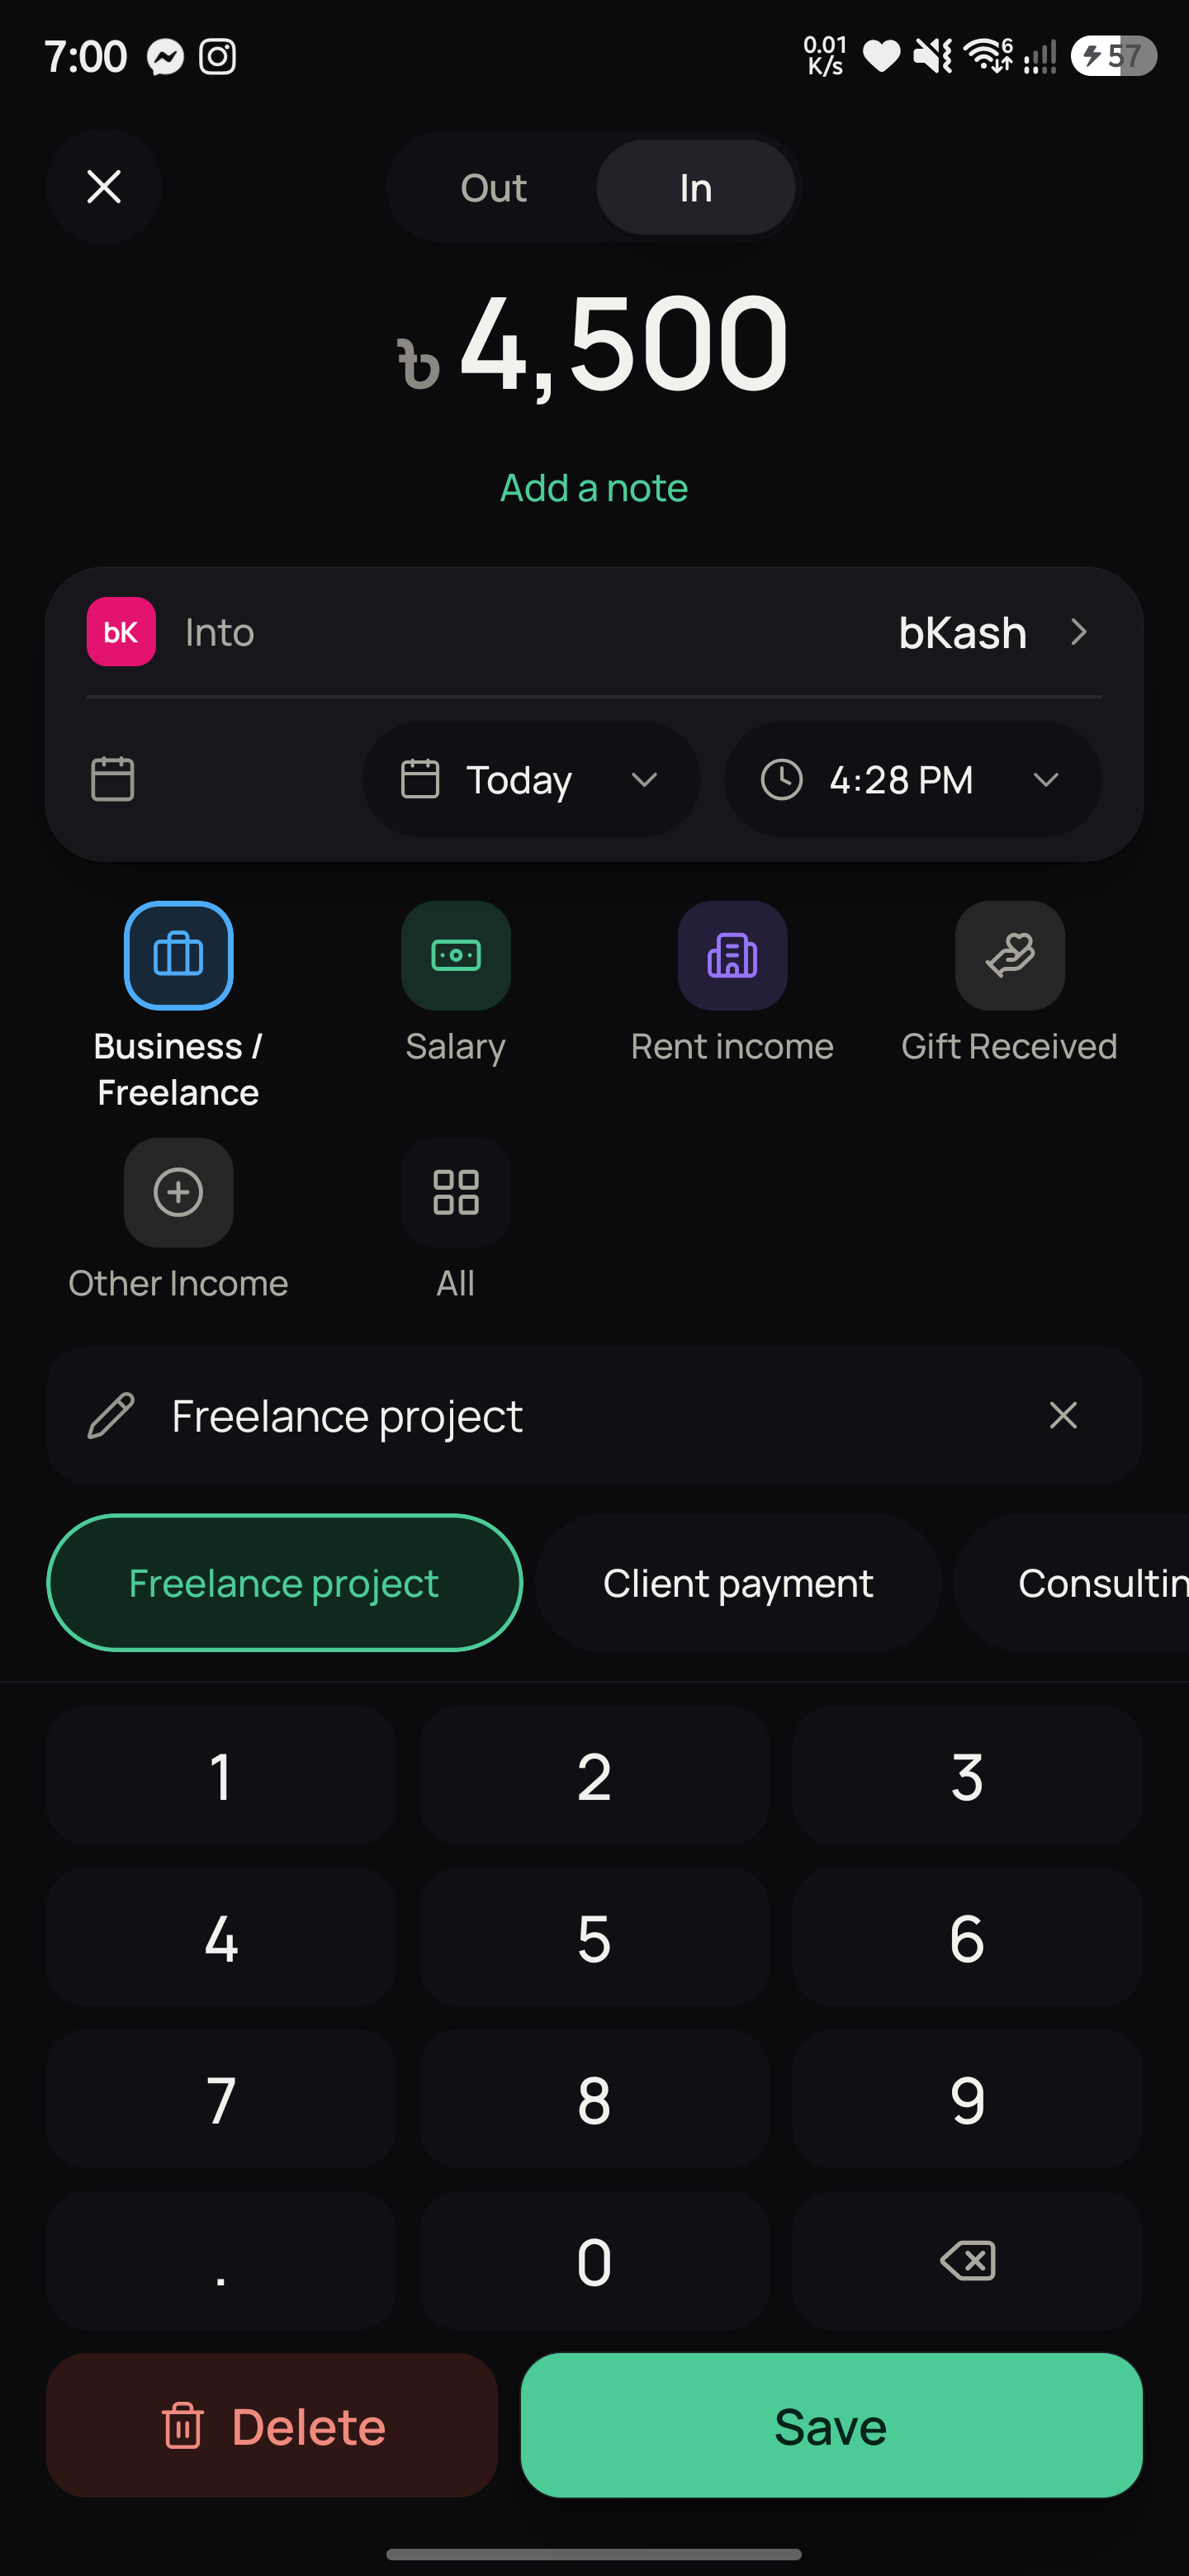 7:00
0.01
K/s
6
57
Out
In
৳ 4,500
Add a note
bK Into bKash
Today
4:28 PM
Business /
Freelance
Salary
Rent income
Gift Received
Other Income
All
Freelance project
Freelance project
Client payment
Consultin
1 2 3
4 5 6
7 8 9
. 0
Delete
Save